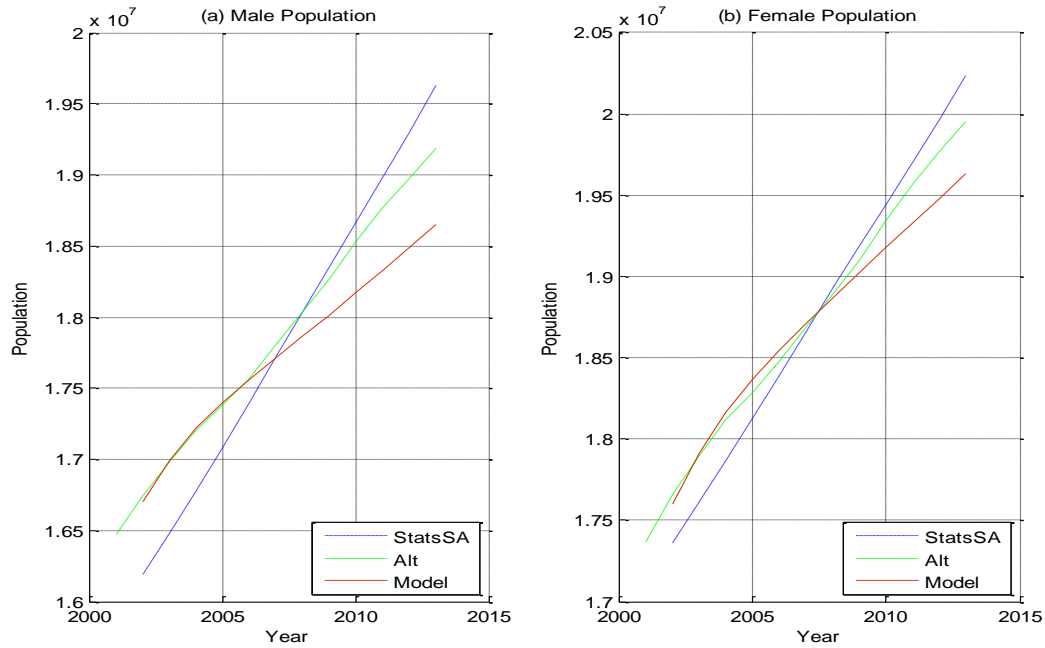 (a) Male Population
x 10^7
2
1.95
1.9
1.85
1.8
1.75
1.7
1.65
1.6
Population
2000 2005 2010 2015
Year
StatsSA
Alt
Model
(b) Female Population
x 10^7
2.05
2
1.95
1.9
1.85
1.8
1.75
1.7
Population
2000 2005 2010 2015
Year
StatsSA
Alt
Model